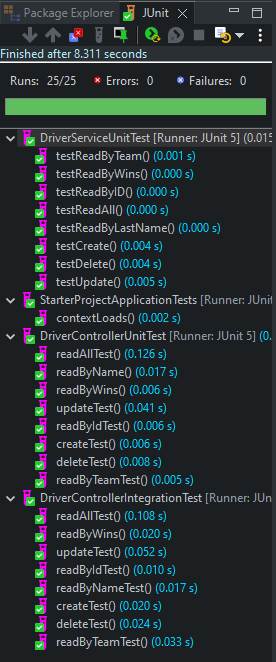 Package Explorer JUnit
Finished after 8.311 seconds
Runs: 25/25 Errors: 0 Failures: 0
DriverServiceUnitTest [Runner: JUnit 5] (0.015
testReadByTeam() (0.001 s)
testReadByWins() (0.000 s)
testReadByID() (0.000 s)
testReadAll() (0.000 s)
testReadByLastName() (0.000 s)
testCreate() (0.004 s)
testDelete() (0.004 s)
testUpdate() (0.005 s)
StarterProjectApplicationTests [Runner: JUnit
contextLoads() (0.002 s)
DriverControllerUnitTest [Runner: JUnit 5] (0.
readAllTest() (0.126 s)
readByName() (0.017 s)
readByWins() (0.006 s)
updateTest() (0.041 s)
readByIdTest() (0.006 s)
createTest() (0.006 s)
deleteTest() (0.008 s)
readByTeamTest() (0.005 s)
DriverControllerIntegrationTest [Runner: JUn
readAllTest() (0.108 s)
readByWins() (0.020 s)
updateTest() (0.052 s)
readByIdTest() (0.010 s)
readByNameTest() (0.017 s)
createTest() (0.020 s)
deleteTest() (0.024 s)
readByTeamTest() (0.033 s)